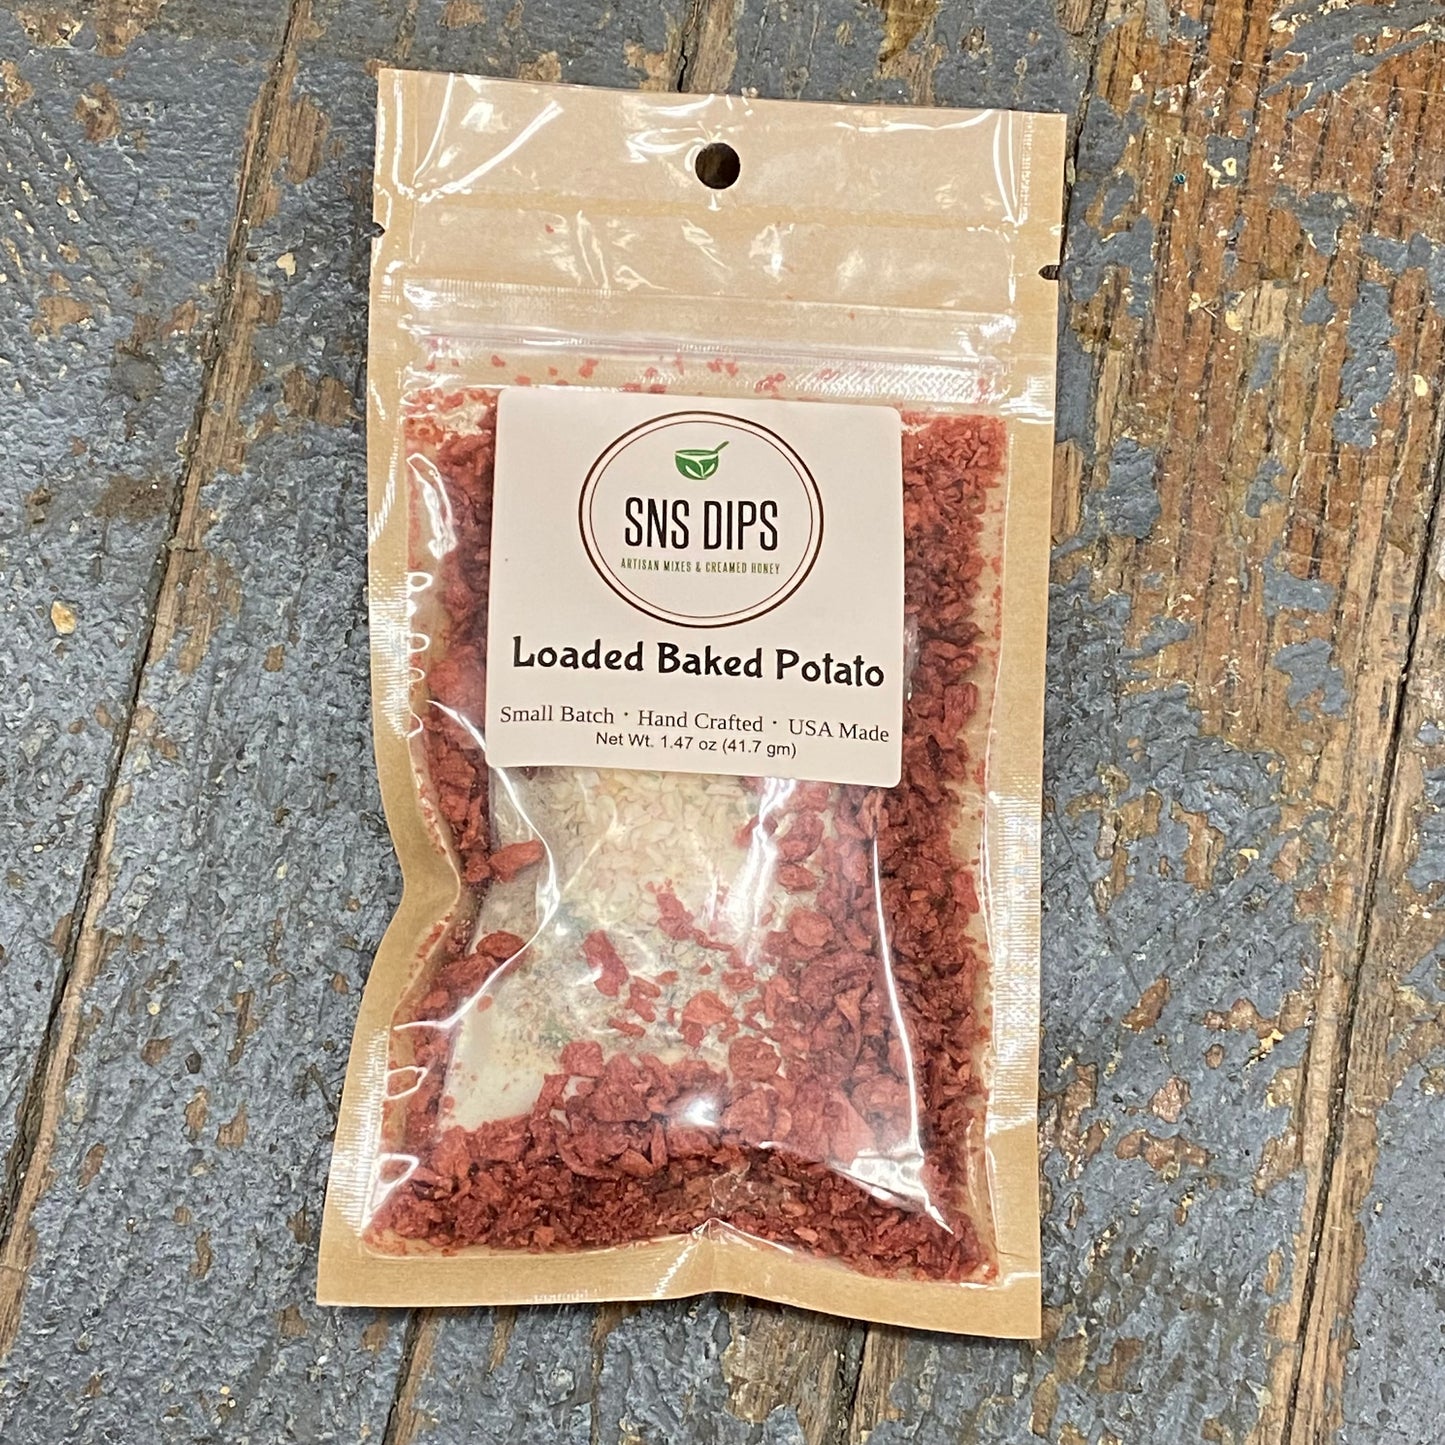 SNS DIPS
ARTISAN MIXES & CREAMED HONEY
Loaded Baked Potato
Small Batch · Hand Crafted · USA Made
Net Wt. 1.47 oz (41.7 gm)